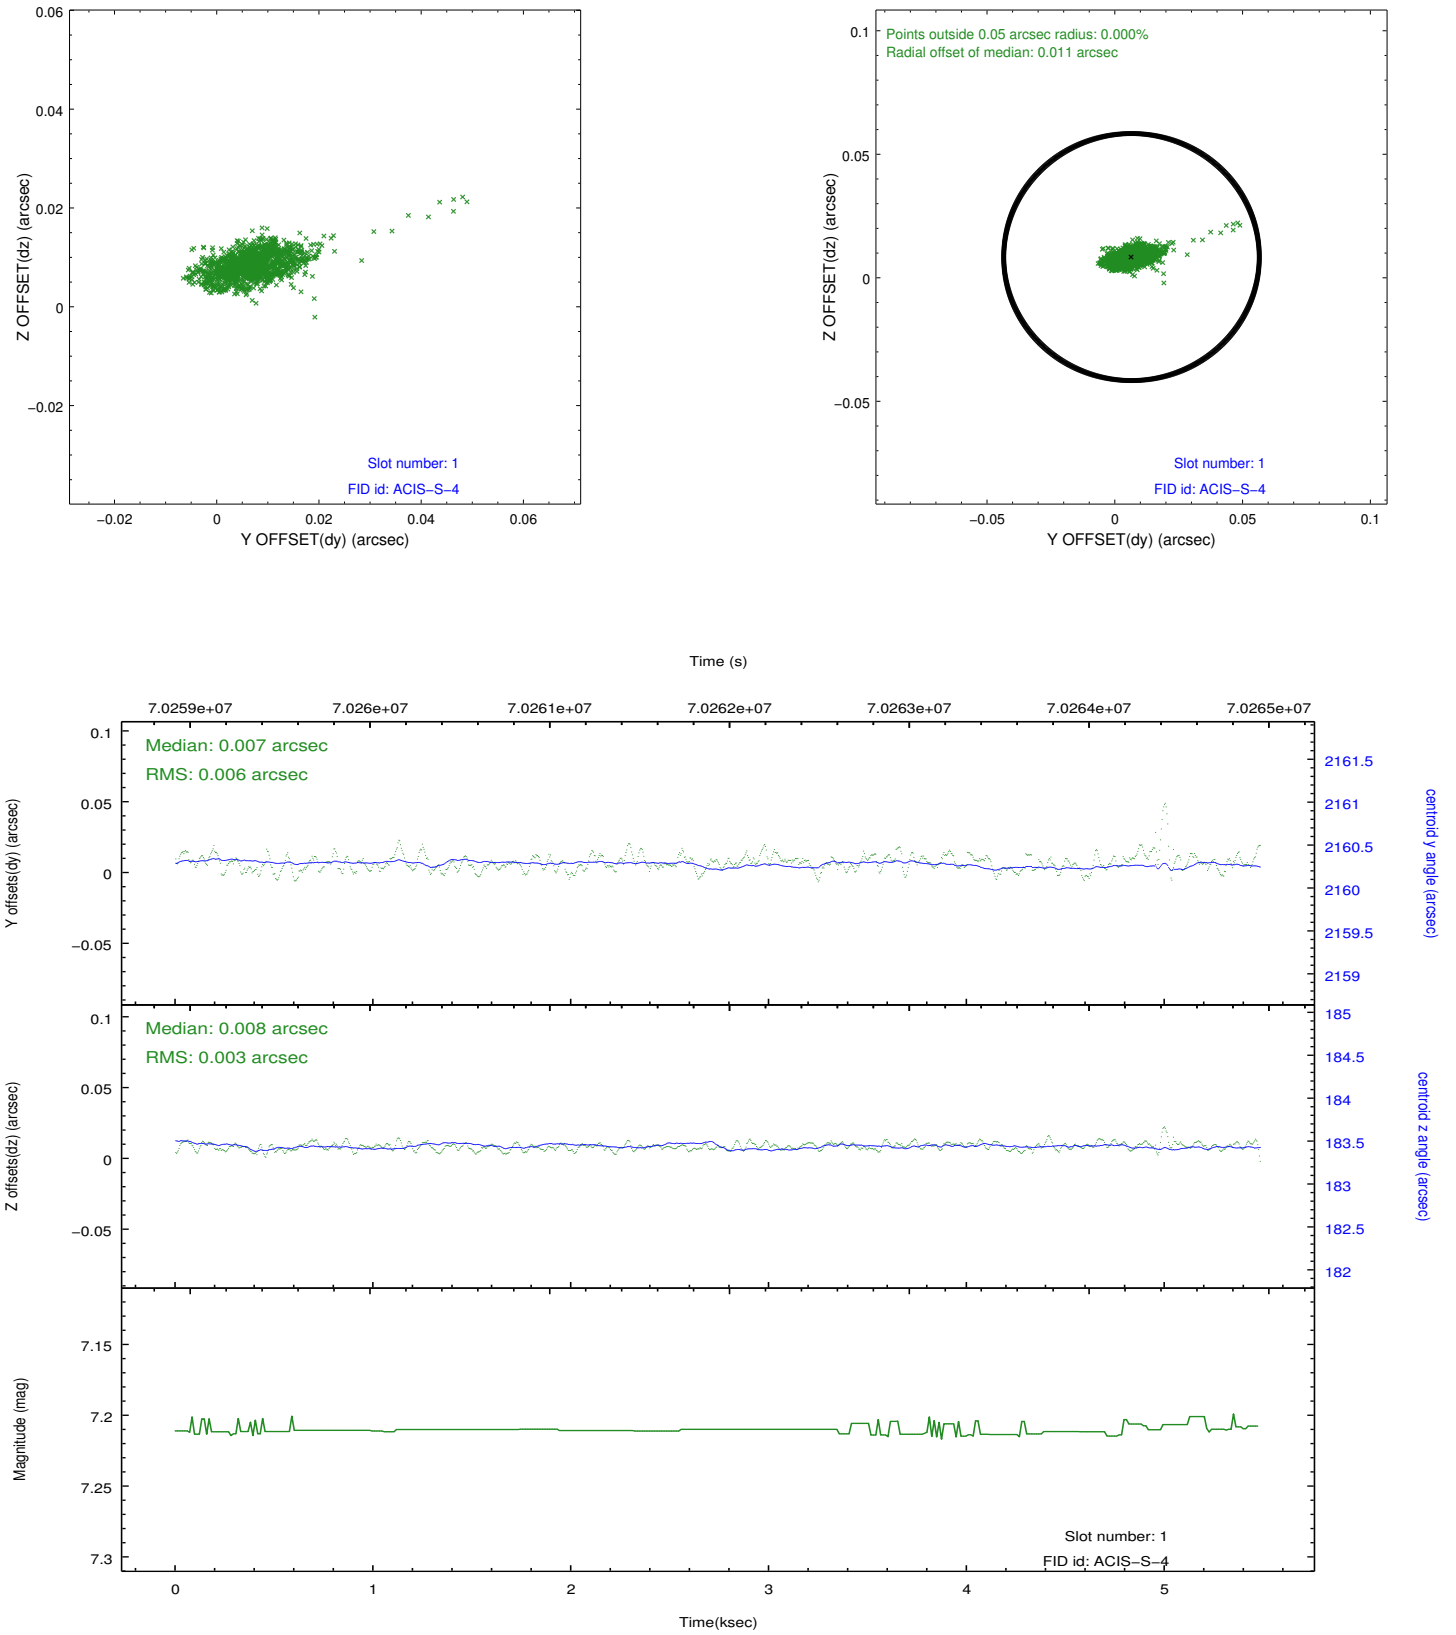 0.06
0.04
0.02
0
−0.02
Z OFFSET(dz) (arcsec)
Slot number: 1
FID id: ACIS−S−4
−0.02 0 0.02 0.04 0.06
Y OFFSET(dy) (arcsec)
Points outside 0.05 arcsec radius: 0.000%
Radial offset of median: 0.011 arcsec
0.1
0.05
0
−0.05
Z OFFSET(dz) (arcsec)
Slot number: 1
FID id: ACIS−S−4
−0.05 0 0.05 0.1
Y OFFSET(dy) (arcsec)
Time (s)
7.0259e+07 7.026e+07 7.0261e+07 7.0262e+07 7.0263e+07 7.0264e+07 7.0265e+07
Median: 0.007 arcsec
RMS: 0.006 arcsec
0.1
0.05
0
−0.05
Y offsets(dy) (arcsec)
2161.5
2161
2160.5
2160
2159.5
2159
centroid y angle (arcsec)
Median: 0.008 arcsec
RMS: 0.003 arcsec
0.1
0.05
0
−0.05
Z offsets(dz) (arcsec)
185
184.5
184
183.5
183
182.5
182
centroid z angle (arcsec)
7.15
7.2
7.25
7.3
Magnitude (mag)
Slot number: 1
FID id: ACIS−S−4
0 1 2 3 4 5
Time(ksec)